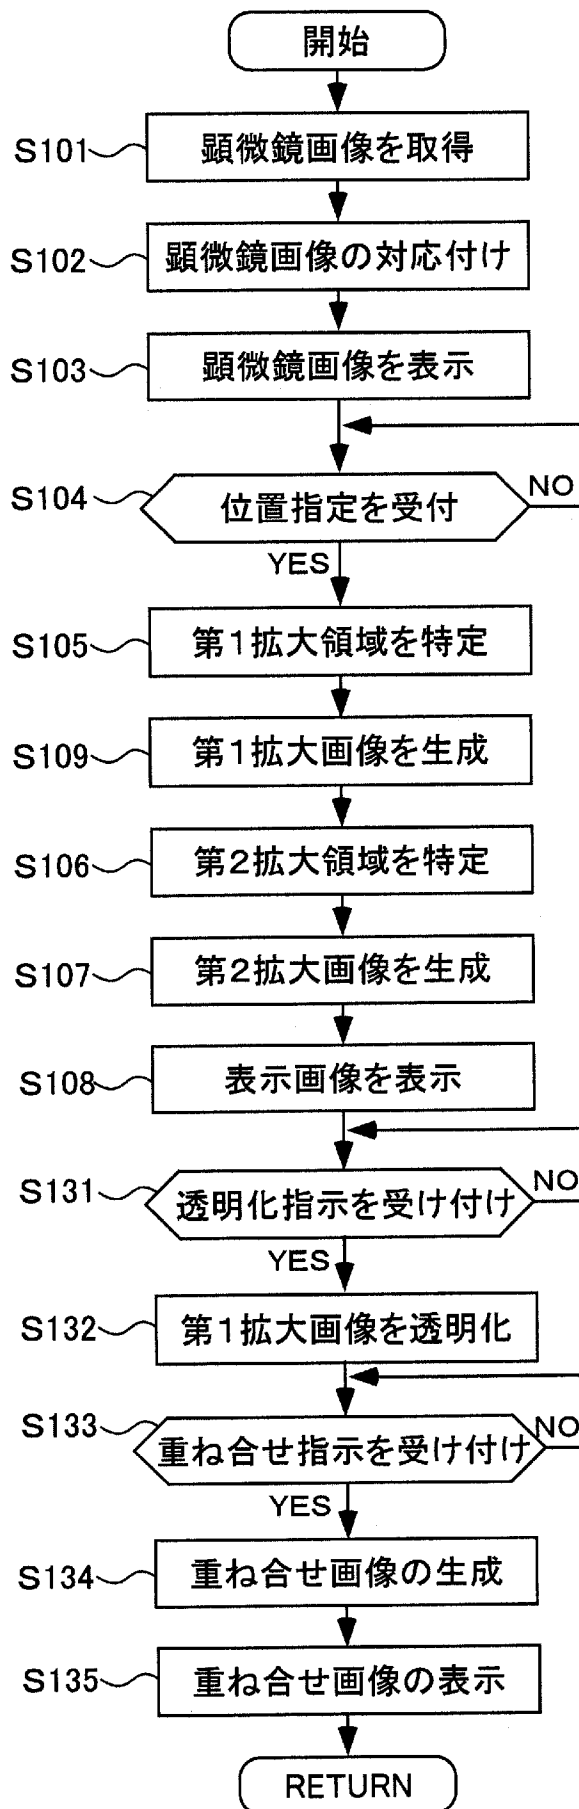 開始
S101 顕微鏡画像を取得
S102 顕微鏡画像の対応付け
S103 顕微鏡画像を表示
S104 位置指定を受付 NO
YES
S105 第1拡大領域を特定
S109 第1拡大画像を生成
S106 第2拡大領域を特定
S107 第2拡大画像を生成
S108 表示画像を表示
S131 透明化指示を受け付け NO
YES
S132 第1拡大画像を透明化
S133 重ね合せ指示を受け付け NO
YES
S134 重ね合せ画像の生成
S135 重ね合せ画像の表示
RETURN